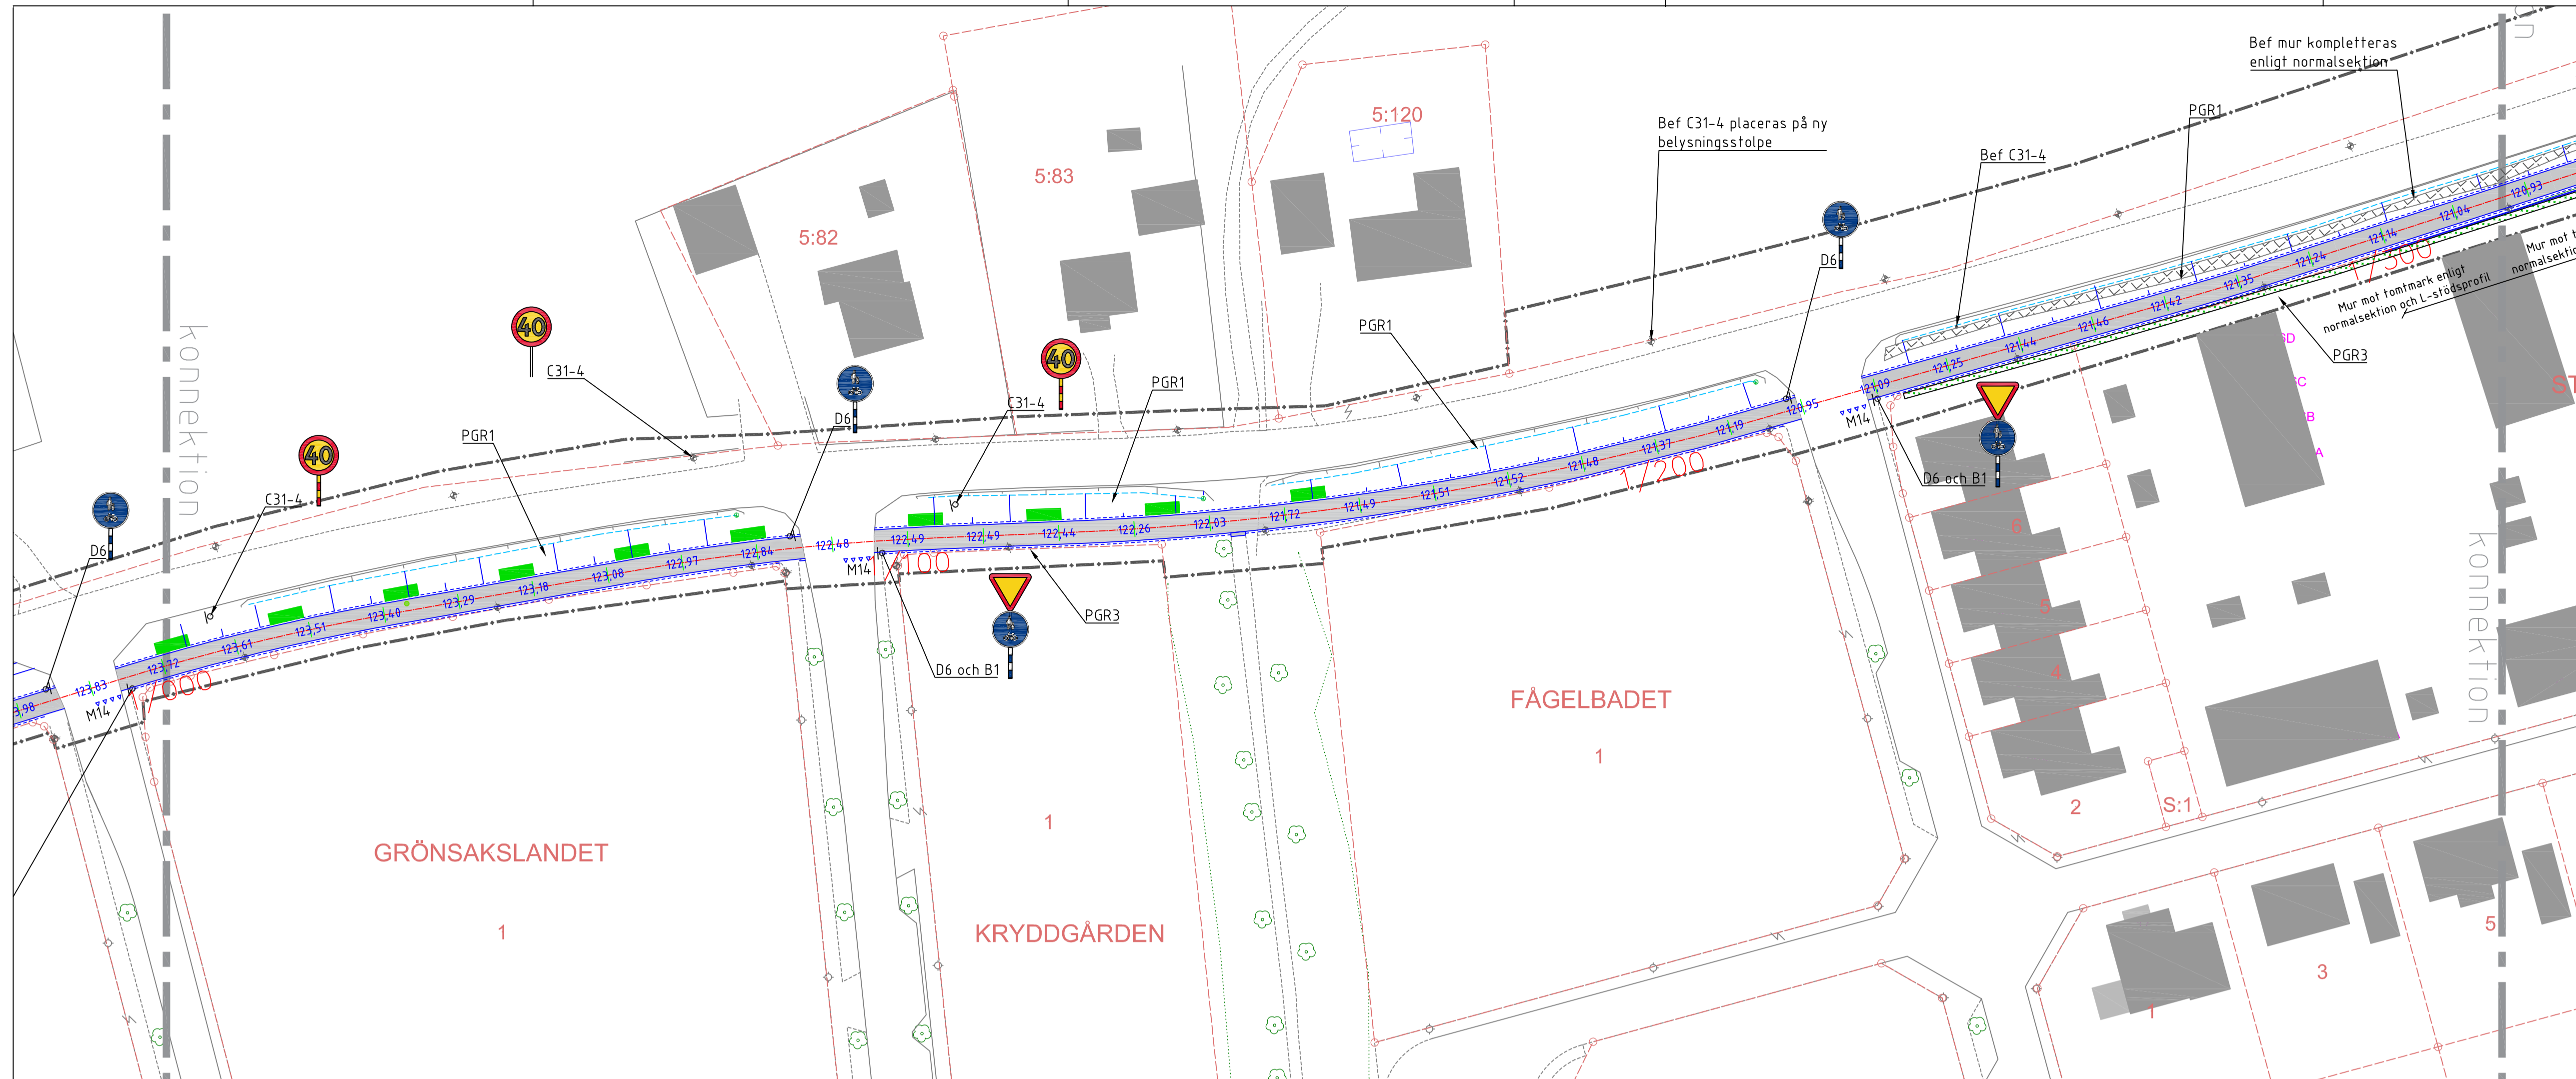 Bef mur kompletteras
enligt normalsektion
PGR1
5:120
Bef C31-4 placeras på ny
belysningsstolpe
Bef C31-4
5:83
5:82
D6
120,93
121,04
121,14
121,24
121,35
121,42
121,46
121,44
121,25
121,09
Mur mot tomtmark enligt
normalsektion och L-stödsprofil
PGR3
konnektion
40
C31-4
40
C31-4
PGR1
PGR1
D6
PGR1
40
C31-4
D6
120,95
M14
D6 och B1
121,19
121,37
121,48
121,52
121,51
121,49
121,72
122,03
122,26
122,44
122,49
122,49
122,48
122,84
122,97
123,08
123,18
123,29
123,40
123,51
123,61
123,72
123,83
1/200
1/100
1/000
M14
M14
PGR3
D6 och B1
konnektion
6
5
4
2
S:1
FÅGELBADET
1
GRÖNSAKSLANDET
1
1
KRYDDGÅRDEN
5
3
1